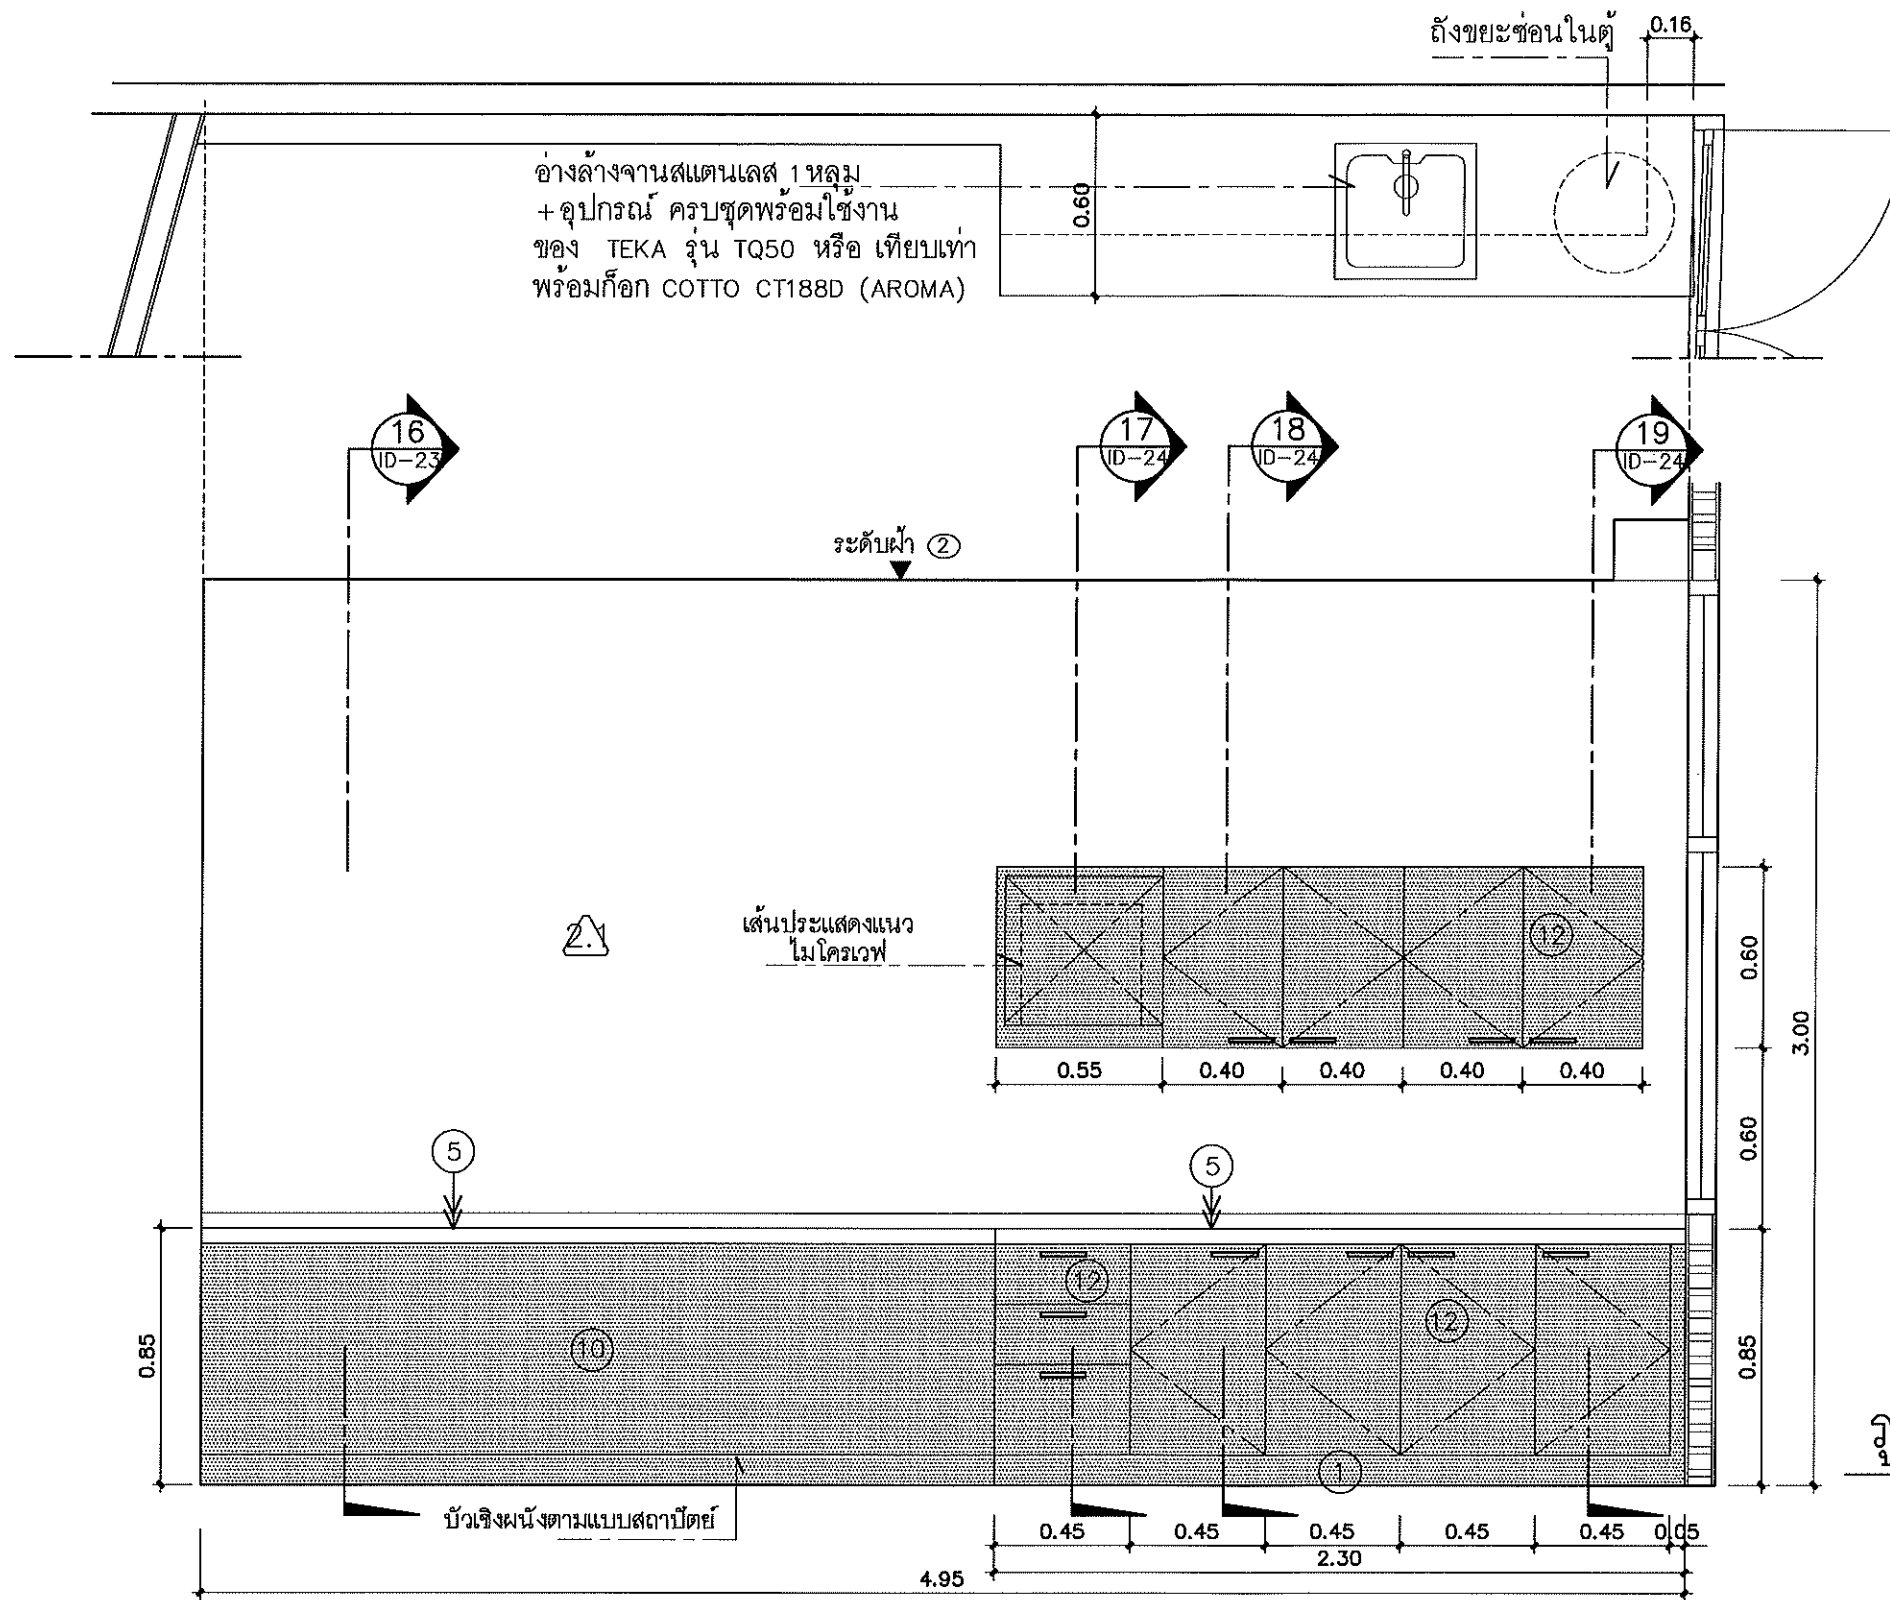 ถังขยะซ่อนในตู้
0.16
อ่างล้างจานสแตนเลส 1 หลุม
+อุปกรณ์ ครบชุดพร้อมใช้งาน
ของ TEKA รุ่น TQ50 หรือ เทียบเท่า
พร้อมก็อก COTTO CT188D (AROMA)
0.60
16
ID-23
17
ID-24
18
ID-24
19
ID-24
ระดับฝ้า 2
2.1
เส้นประแสดงแนว
ไมโครเวฟ
12
0.60
3.00
0.55 0.40 0.40 0.40 0.40
0.60
5
5
0.85
10
12
12
0.85
1
บัวเชิงผนังตามแบบสถาปัตย์
0.45 0.45 0.45 0.45 0.45 0.05
2.30
4.95